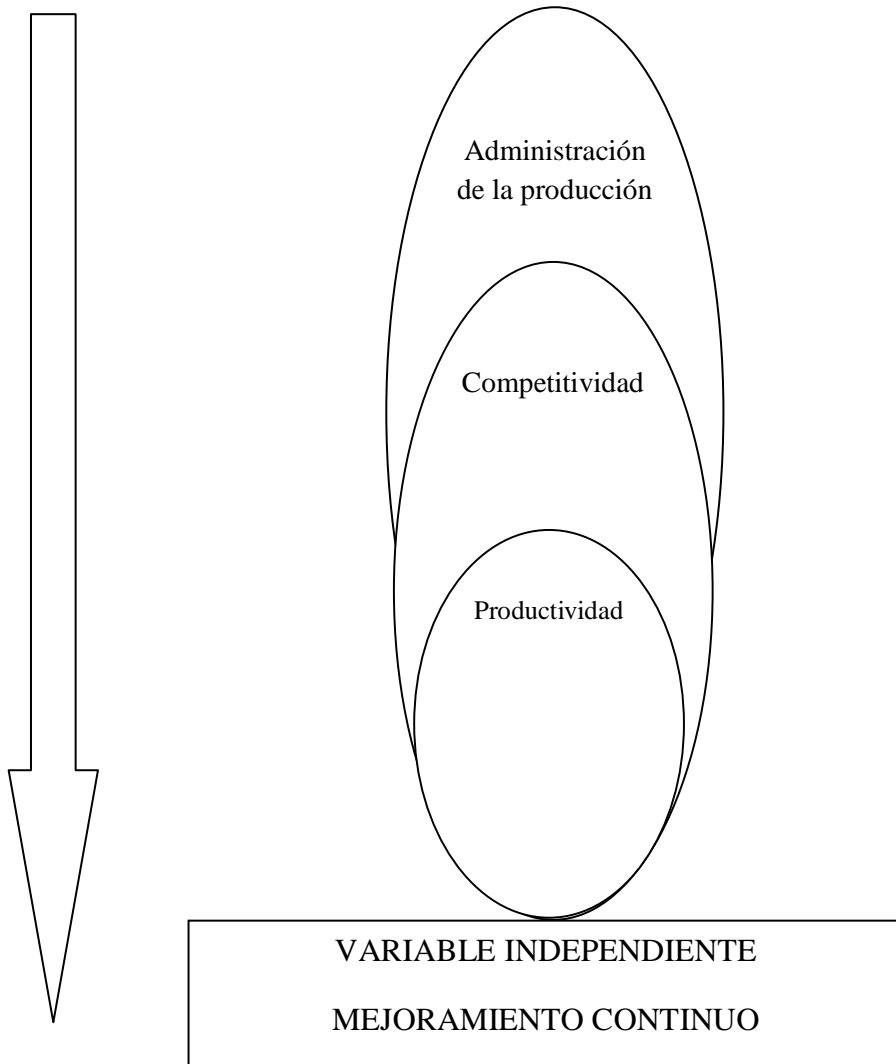 Administración
de la producción
Competitividad
Productividad
VARIABLE INDEPENDIENTE
MEJORAMIENTO CONTINUO